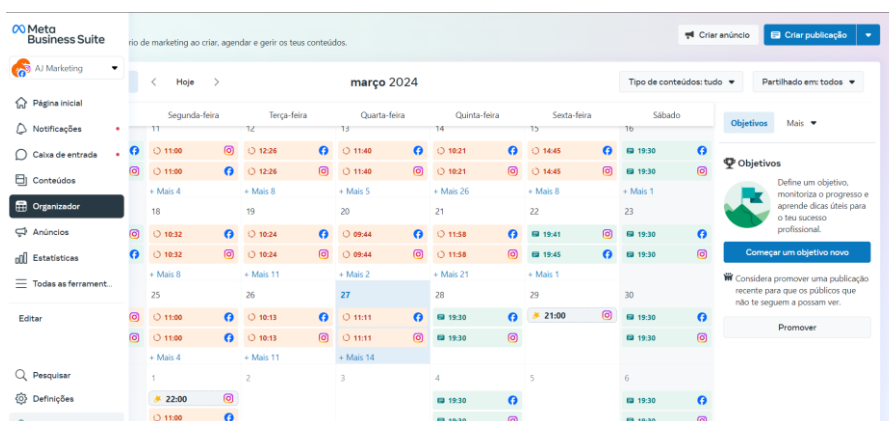 Meta
Business Suite
rio de marketing ao criar, agendar e gerir os teus conteúdos.
Criar anúncio
Criar publicação
AJ Marketing
Hoje
março 2024
Tipo de conteúdos: tudo
Partilhado em: todos
Página inicial
Notificações
Caixa de entrada
Conteúdos
Organizador
Anúncios
Estatísticas
Todas as ferrament...
Editar
Pesquisar
Definições
Segunda-feira Terça-feira Quarta-feira Quinta-feira Sexta-feira Sábado
11 12 13 14 15 16
11:00 12:26 11:40 10:21 14:45 19:30
11:00 12:26 11:40 10:21 14:45 19:30
+ Mais 4 + Mais 8 + Mais 5 + Mais 26 + Mais 8 + Mais 1
18 19 20 21 22 23
10:32 10:24 09:44 11:58 19:41 19:30
10:32 10:24 09:44 11:58 19:45 19:30
+ Mais 8 + Mais 11 + Mais 2 + Mais 21 + Mais 1
25 26 27 28 29 30
11:00 10:13 11:11 19:30 21:00 19:30
11:00 10:13 11:11 19:30 19:30
+ Mais 4 + Mais 11 + Mais 14
1 2 3 4 5 6
22:00 19:30 19:30
11:00 19:30 19:30
Objetivos Mais
Objetivos
Define um objetivo,
monitoriza o progresso e
aprende dicas úteis para
o teu sucesso
profissional.
Começar um objetivo novo
Considera promover uma publicação
recente para que os públicos que
não te seguem a possam ver.
Promover